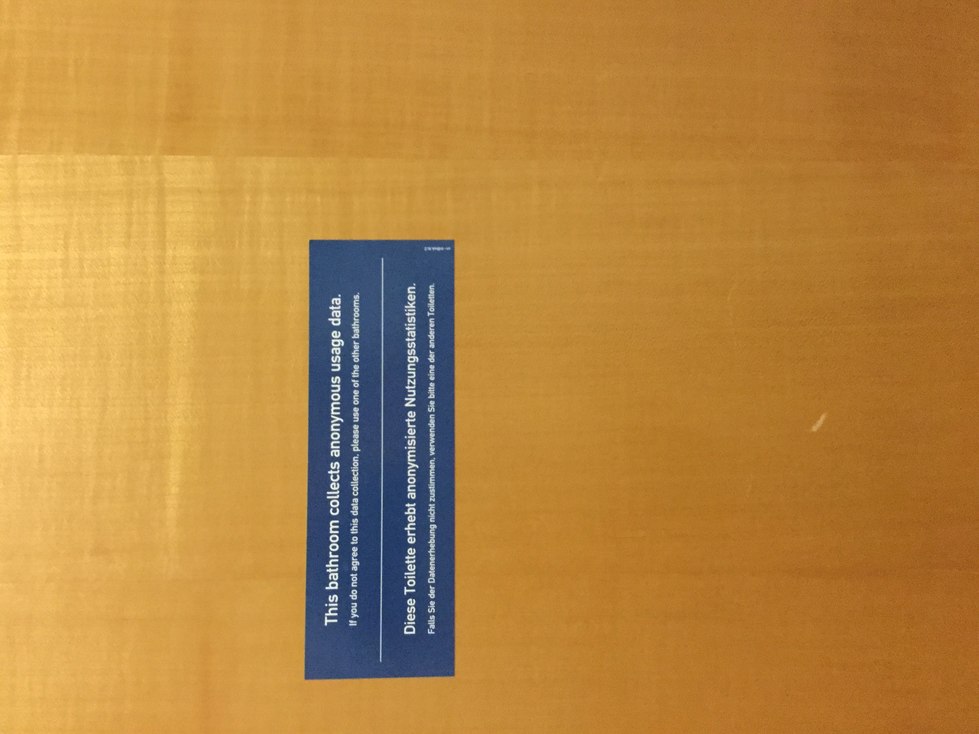 This bathroom collects anonymous usage data.
If you do not agree to this data collection, please use one of the other bathrooms.
Diese Toilette erhebt anonymisierte Nutzungsstatistiken.
Falls Sie der Datenerhebung nicht zustimmen, verwenden Sie bitte eine der anderen Toiletten.